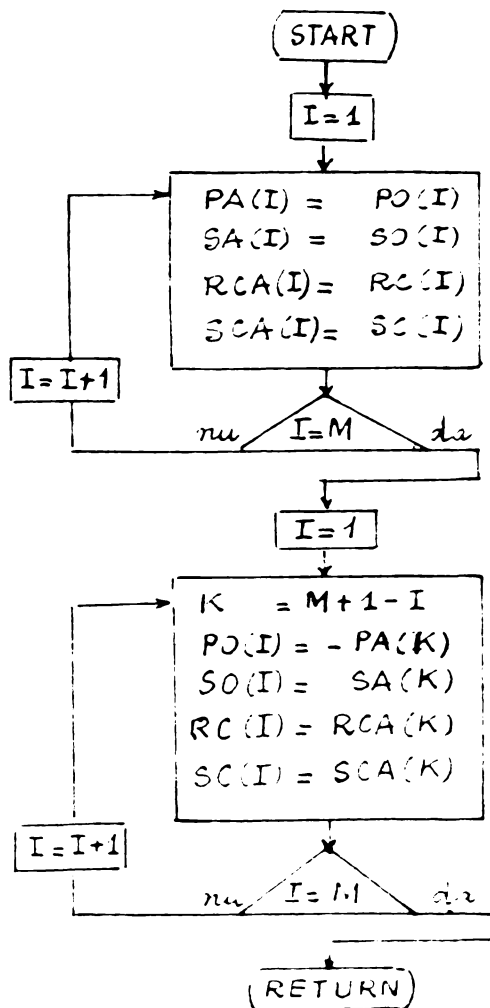 START
I=1
PA(I) = PO(I)
SA(I) = SO(I)
RCA(I)= RC(I)
SCA(I)= SC(I)
I=I+1
nu I=M da
I=1
K = M+1-I
PO(I)= -PA(K)
SO(I)= SA(K)
RC(I)= RCA(K)
SC(I)= SCA(K)
I=I+1
nu I=M da
RETURN